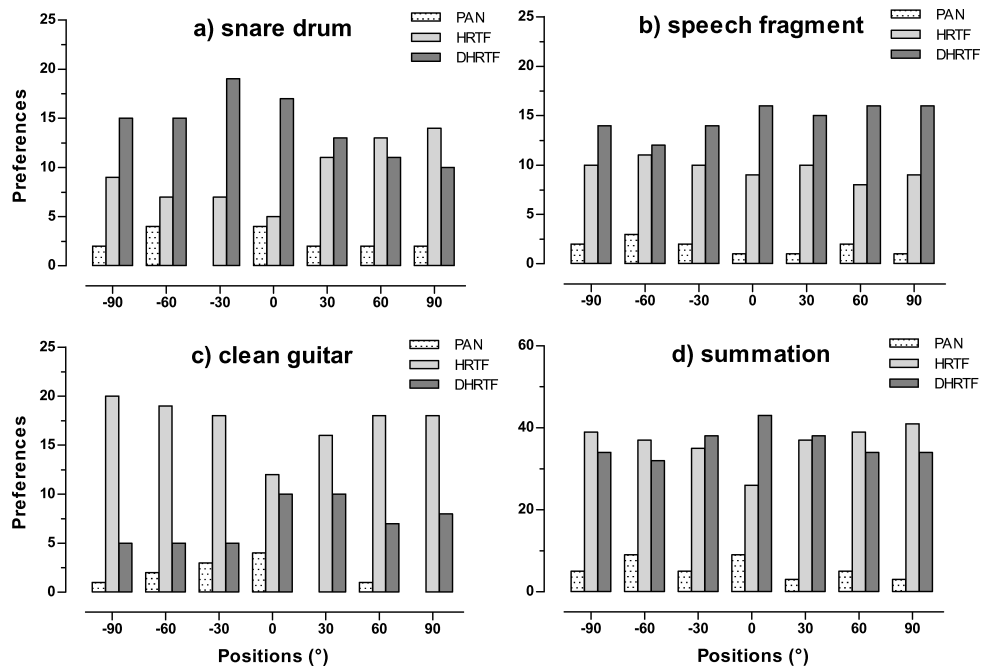 a) snare drum
PAN
HRTF
DHRTF
25
20
15
10
5
0
Preferences
-90 -60 -30 0 30 60 90
b) speech fragment
PAN
HRTF
DHRTF
25
20
15
10
5
0
-90 -60 -30 0 30 60 90
c) clean guitar
PAN
HRTF
DHRTF
25
20
15
10
5
0
Preferences
-90 -60 -30 0 30 60 90
Positions (°)
d) summation
PAN
HRTF
DHRTF
60
40
20
0
-90 -60 -30 0 30 60 90
Positions (°)